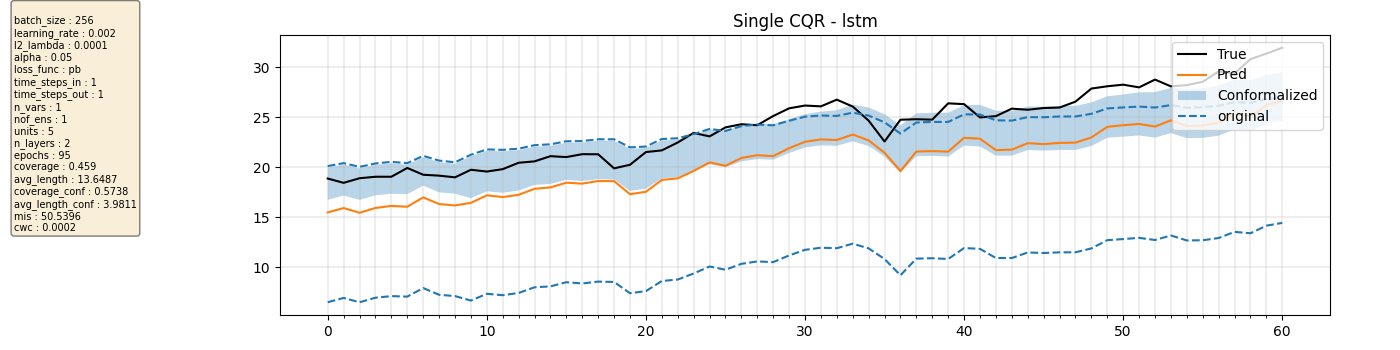 batch_size : 256
learning_rate : 0.002
l2_lambda : 0.0001
alpha : 0.05
loss_func : pb
time_steps_in : 1
time_steps_out : 1
n_vars : 1
nof_ens : 1
units : 5
n_layers : 2
epochs : 95
coverage : 0.459
avg_length : 13.6487
coverage_conf : 0.5738
avg_length_conf : 3.9811
mis : 50.5396
cwc : 0.0002
Single CQR - lstm
30
25
20
15
10
True
Pred
Conformalized
original
0 10 20 30 40 50 60